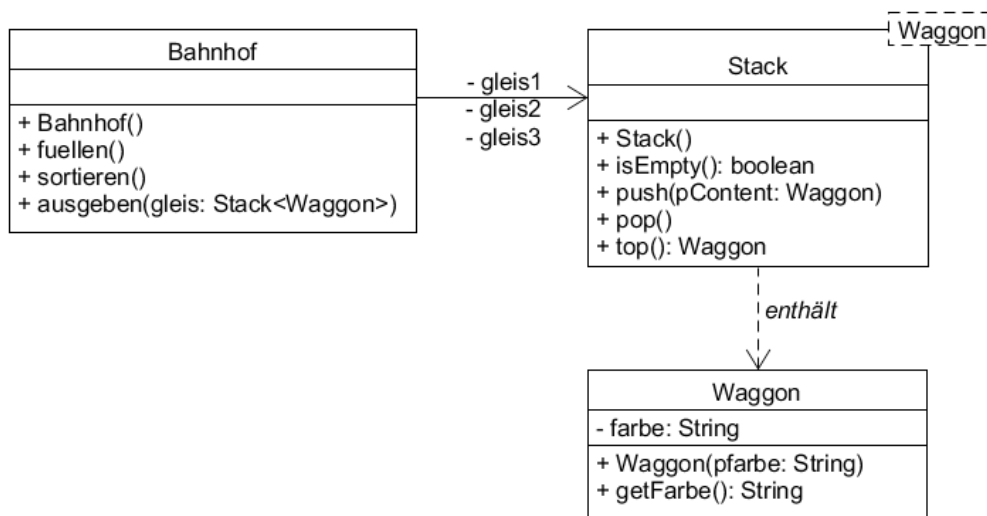 Bahnhof
+ Bahnhof()
+ fuellen()
+ sortieren()
+ ausgeben(gleis: Stack<Waggon>)
- gleis1
- gleis2
- gleis3
Waggon
Stack
+ Stack()
+ isEmpty(): boolean
+ push(pContent: Waggon)
+ pop()
+ top(): Waggon
enthält
Waggon
- farbe: String
+ Waggon(pfarbe: String)
+ getFarbe(): String